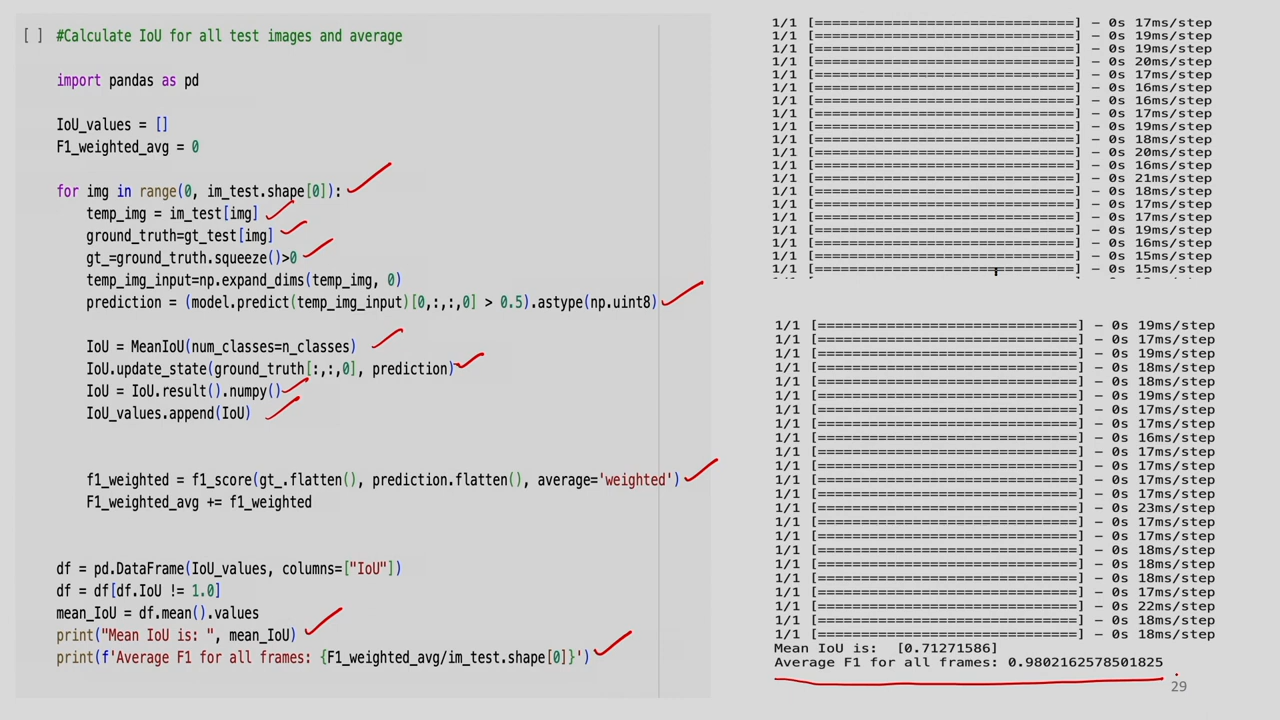 [ ] #Calculate IoU for all test images and average
import pandas as pd
IoU_values = []
F1_weighted_avg = 0
for img in range(0, im_test.shape[0]):
temp_img = im_test[img]
ground_truth=gt_test[img]
gt_=ground_truth.squeeze()>0
temp_img_input=np.expand_dims(temp_img, 0)
prediction = (model.predict(temp_img_input)[0,:,:,0] > 0.5).astype(np.uint8)
IoU = MeanIoU(num_classes=n_classes)
IoU.update_state(ground_truth[:,:,0], prediction)
IoU = IoU.result().numpy()
IoU_values.append(IoU)
f1_weighted = f1_score(gt_.flatten(), prediction.flatten(), average='weighted')
F1_weighted_avg += f1_weighted
df = pd.DataFrame(IoU_values, columns=["IoU"])
df = df[df.IoU != 1.0]
mean_IoU = df.mean().values
print("Mean IoU is: ", mean_IoU)
print(f'Average F1 for all frames: {F1_weighted_avg/im_test.shape[0]}')
1/1 [==============================] - 0s 17ms/step
1/1 [==============================] - 0s 19ms/step
1/1 [==============================] - 0s 19ms/step
1/1 [==============================] - 0s 20ms/step
1/1 [==============================] - 0s 17ms/step
1/1 [==============================] - 0s 16ms/step
1/1 [==============================] - 0s 16ms/step
1/1 [==============================] - 0s 17ms/step
1/1 [==============================] - 0s 19ms/step
1/1 [==============================] - 0s 18ms/step
1/1 [==============================] - 0s 20ms/step
1/1 [==============================] - 0s 16ms/step
1/1 [==============================] - 0s 21ms/step
1/1 [==============================] - 0s 18ms/step
1/1 [==============================] - 0s 17ms/step
1/1 [==============================] - 0s 17ms/step
1/1 [==============================] - 0s 19ms/step
1/1 [==============================] - 0s 16ms/step
1/1 [==============================] - 0s 15ms/step
1/1 [==============================] - 0s 15ms/step
1/1 [==============================] - 0s 19ms/step
1/1 [==============================] - 0s 17ms/step
1/1 [==============================] - 0s 19ms/step
1/1 [==============================] - 0s 18ms/step
1/1 [==============================] - 0s 18ms/step
1/1 [==============================] - 0s 19ms/step
1/1 [==============================] - 0s 17ms/step
1/1 [==============================] - 0s 17ms/step
1/1 [==============================] - 0s 16ms/step
1/1 [==============================] - 0s 17ms/step
1/1 [==============================] - 0s 17ms/step
1/1 [==============================] - 0s 17ms/step
1/1 [==============================] - 0s 17ms/step
1/1 [==============================] - 0s 23ms/step
1/1 [==============================] - 0s 17ms/step
1/1 [==============================] - 0s 17ms/step
1/1 [==============================] - 0s 18ms/step
1/1 [==============================] - 0s 18ms/step
1/1 [==============================] - 0s 18ms/step
1/1 [==============================] - 0s 17ms/step
1/1 [==============================] - 0s 22ms/step
1/1 [==============================] - 0s 18ms/step
1/1 [==============================] - 0s 18ms/step
Mean IoU is: [0.71271586]
Average F1 for all frames: 0.9802162578501825
29